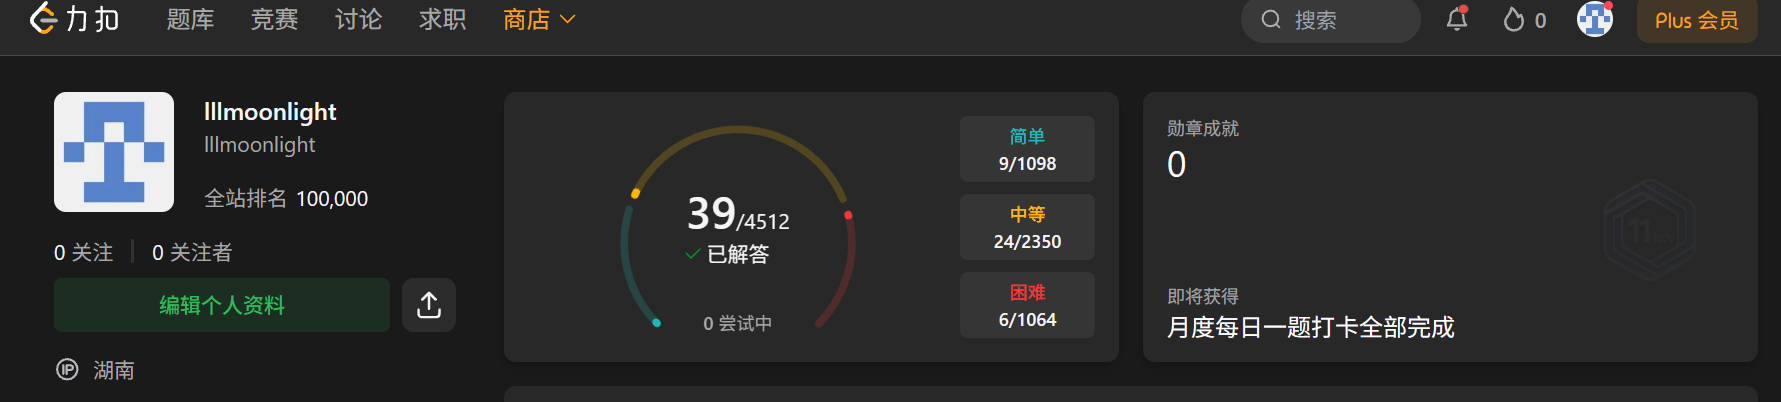 力扣 题库 竞赛 讨论 求职 商店 搜索 0 Plus 会员
lllmoonlight
lllmoonlight
全站排名 100,000
0 关注 0 关注者
编辑个人资料
IP 湖南
39/4512
已解答
0 尝试中
简单
9/1098
中等
24/2350
困难
6/1064
勋章成就
0
11
即将获得
月度每日一题打卡全部完成